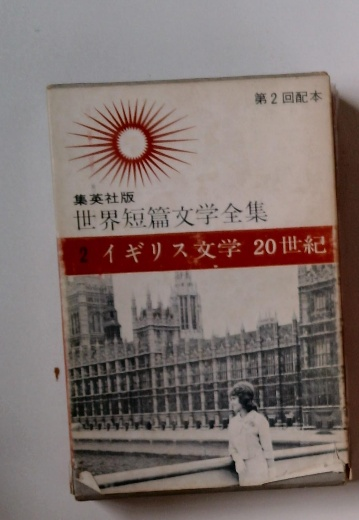 第2回配本
集英社版
世界短篇文学全集
2 イギリス文学 20世紀